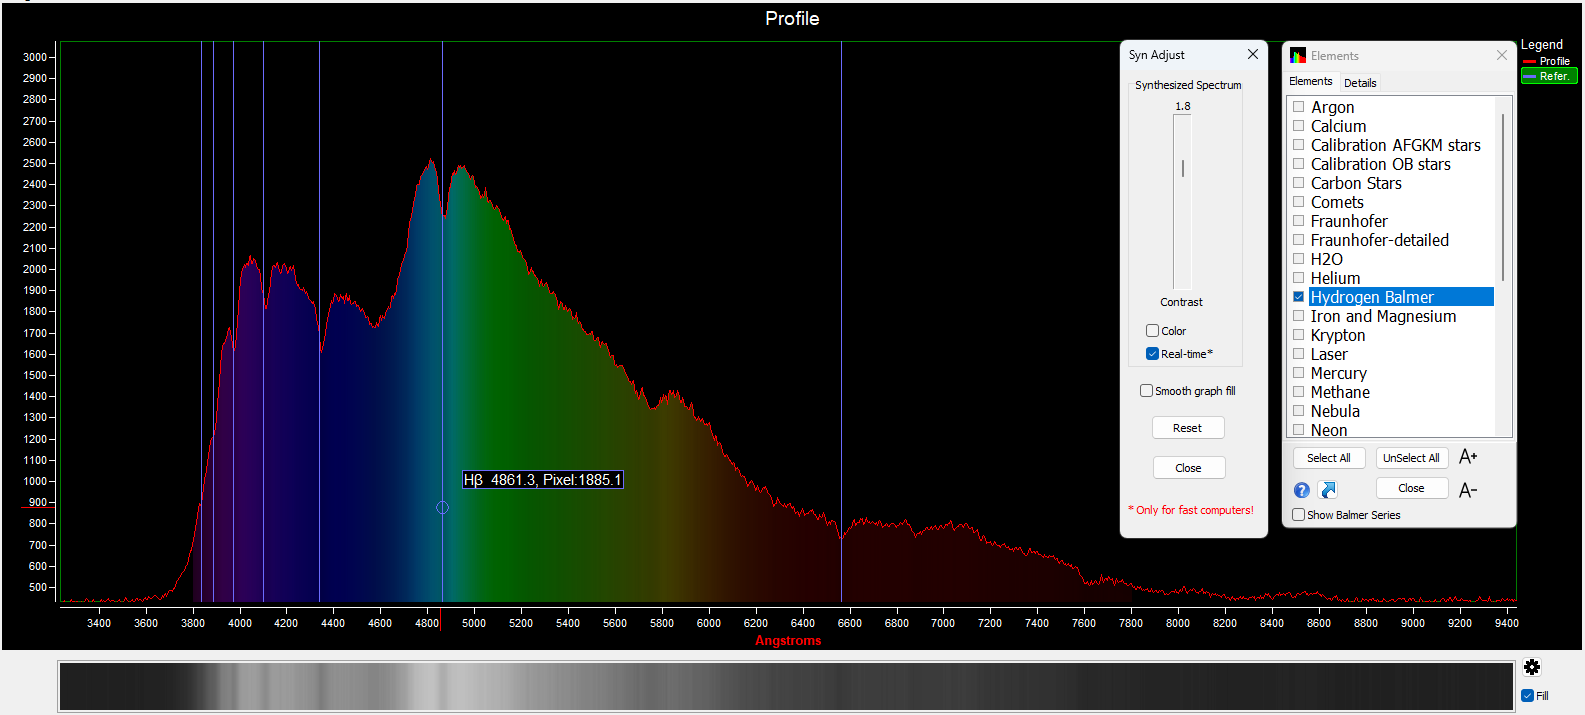 Profile
3000
2900
2800
2700
2600
2500
2400
2300
2200
2100
2000
1900
1800
1700
1600
1500
1400
1300
1200
1100
1000
900
800
700
600
500
Hβ 4861.3, Pixel:1885.1
3400 3600 3800 4000 4200 4400 4600 4800 5000 5200 5400 5600 5800 6000 6200 6400 6600 6800 7000 7200 7400 7600 7800 8000 8200 8400 8600 8800 9000 9200 9400
Angstroms
Syn Adjust
Synthesized Spectrum
1.8
Contrast
Color
Real-time*
Smooth graph fill
Reset
Close
* Only for fast computers!
Elements
Elements Details
Argon
Calcium
Calibration AFGKM stars
Calibration OB stars
Carbon Stars
Comets
Fraunhofer
Fraunhofer-detailed
H2O
Helium
Hydrogen Balmer
Iron and Magnesium
Krypton
Laser
Mercury
Methane
Nebula
Neon
Select All UnSelect All A+
? Close A-
Show Balmer Series
Legend
Profile
Refer.
Fill